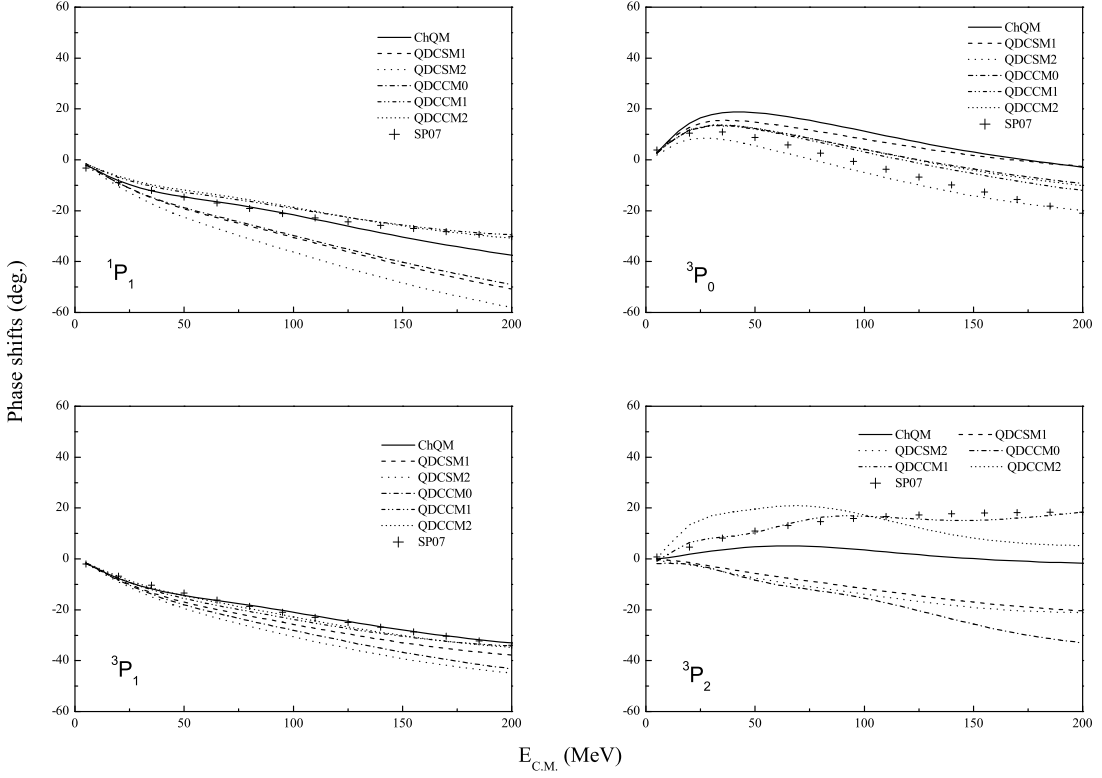 60
40
20
0
-20
-40
-60
0
50
100
150
200
ChQM
QDCSM1
QDCSM2
QDCCM0
QDCCM1
QDCCM2
SP07
1P1
60
40
20
0
-20
-40
-60
0
50
100
150
200
ChQM
QDCSM1
QDCSM2
QDCCM0
QDCCM1
QDCCM2
SP07
3P0
Phase shifts (deg.)
60
40
20
0
-20
-40
-60
0
50
100
150
200
ChQM
QDCSM1
QDCSM2
QDCCM0
QDCCM1
QDCCM2
SP07
3P1
60
40
20
0
-20
-40
-60
0
50
100
150
200
ChQM QDCSM1
QDCSM2 QDCCM0
QDCCM1 QDCCM2
SP07
3P2
EC.M. (MeV)